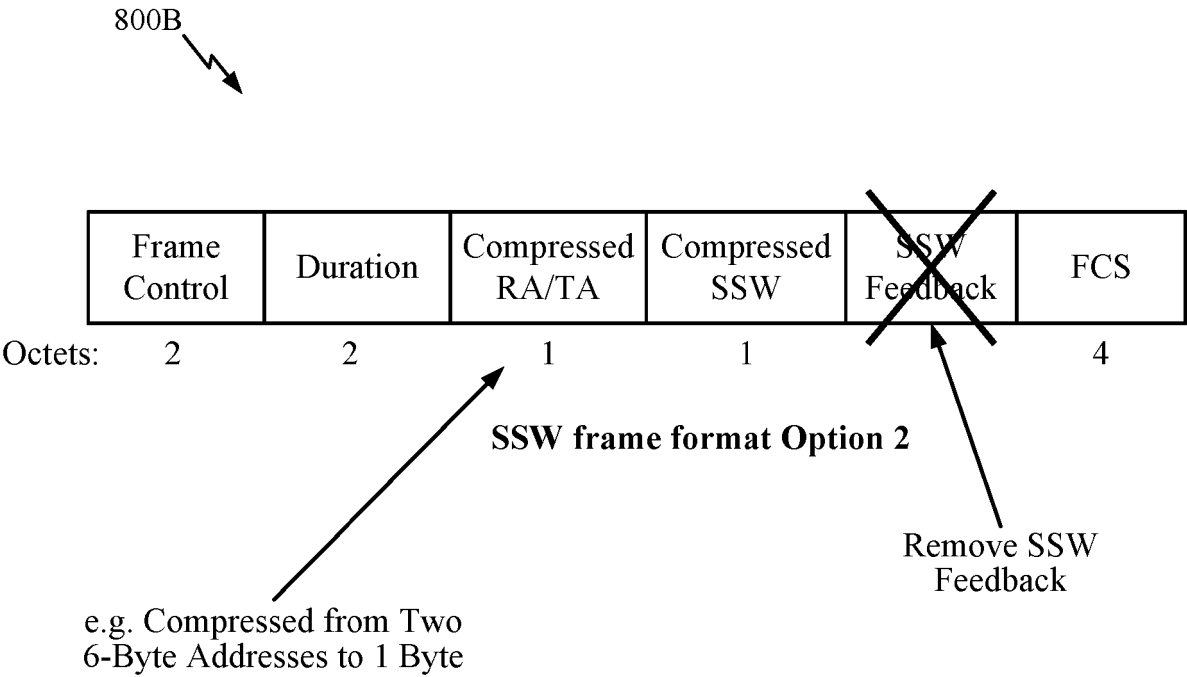 800B
Frame Control
Duration
Compressed RA/TA
Compressed SSW
SSW Feedback
FCS
Octets: 2 2 1 1 4
SSW frame format Option 2
Remove SSW
Feedback
e.g. Compressed from Two
6-Byte Addresses to 1 Byte